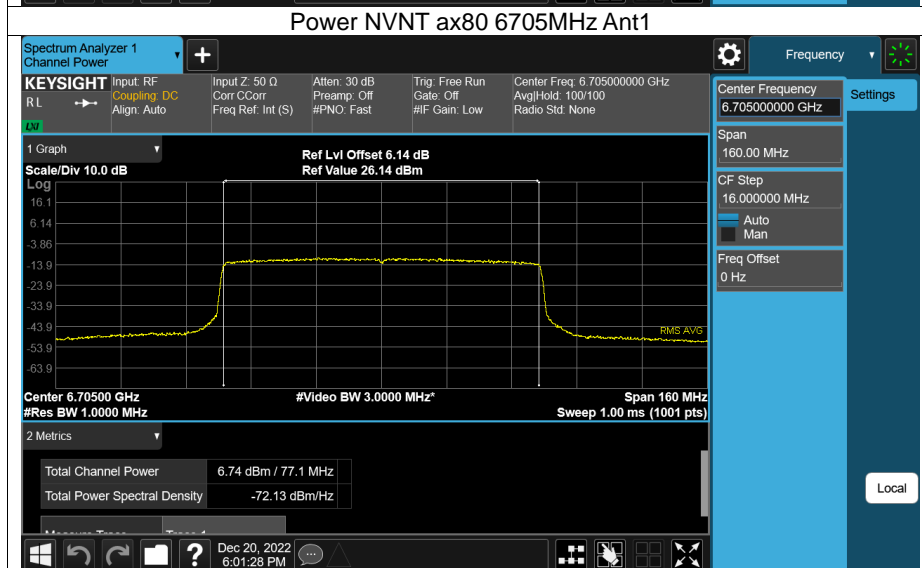 Power NVNT ax80 6705MHz Ant1
Spectrum Analyzer 1
Channel Power
+
Frequency
KEYSIGHT
RL
LXI
Input: RF
Coupling: DC
Align: Auto
Input Z: 50 Ω
Corr CCorr
Freq Ref: Int (S)
Atten: 30 dB
Preamp: Off
#PNO: Fast
Trig: Free Run
Gate: Off
#IF Gain: Low
Center Freq: 6.705000000 GHz
Avg|Hold: 100/100
Radio Std: None
Center Frequency
6.705000000 GHz
Settings
Span
160.00 MHz
CF Step
16.000000 MHz
Auto
Man
Freq Offset
0 Hz
Local
1 Graph
Scale/Div 10.0 dB
Ref Lvl Offset 6.14 dB
Ref Value 26.14 dBm
Log
16.1
6.14
-3.86
-13.9
-23.9
-33.9
-43.9
-53.9
-63.9
RMS AVG
Center 6.70500 GHz
#Video BW 3.0000 MHz*
Span 160 MHz
#Res BW 1.0000 MHz
Sweep 1.00 ms (1001 pts)
2 Metrics
Total Channel Power 6.74 dBm / 77.1 MHz
Total Power Spectral Density -72.13 dBm/Hz
?
Dec 20, 2022
6:01:28 PM